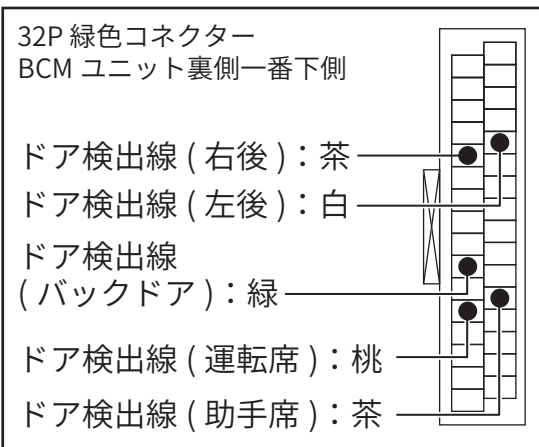 32P 緑色コネクター
BCM ユニット裏側一番下側
ドア検出線 ( 右後 )：茶
ドア検出線 ( 左後 )：白
ドア検出線
( バックドア )：緑
ドア検出線 ( 運転席 )：桃
ドア検出線 ( 助手席 )：茶